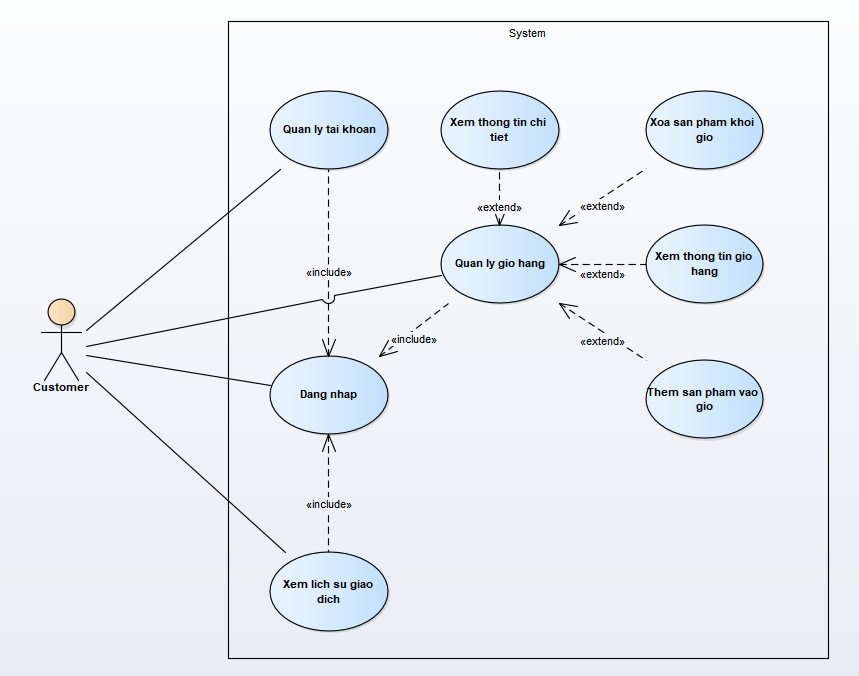 System
Quan ly tai khoan
Xem thong tin chi
tiet
Xoa san pham khoi
gio
«extend»
«extend»
Quan ly gio hang
Xem thong tin gio
hang
«include»
«extend»
«include»
«extend»
Customer
Dang nhap
Them san pham vao
gio
«include»
Xem lich su giao
dich